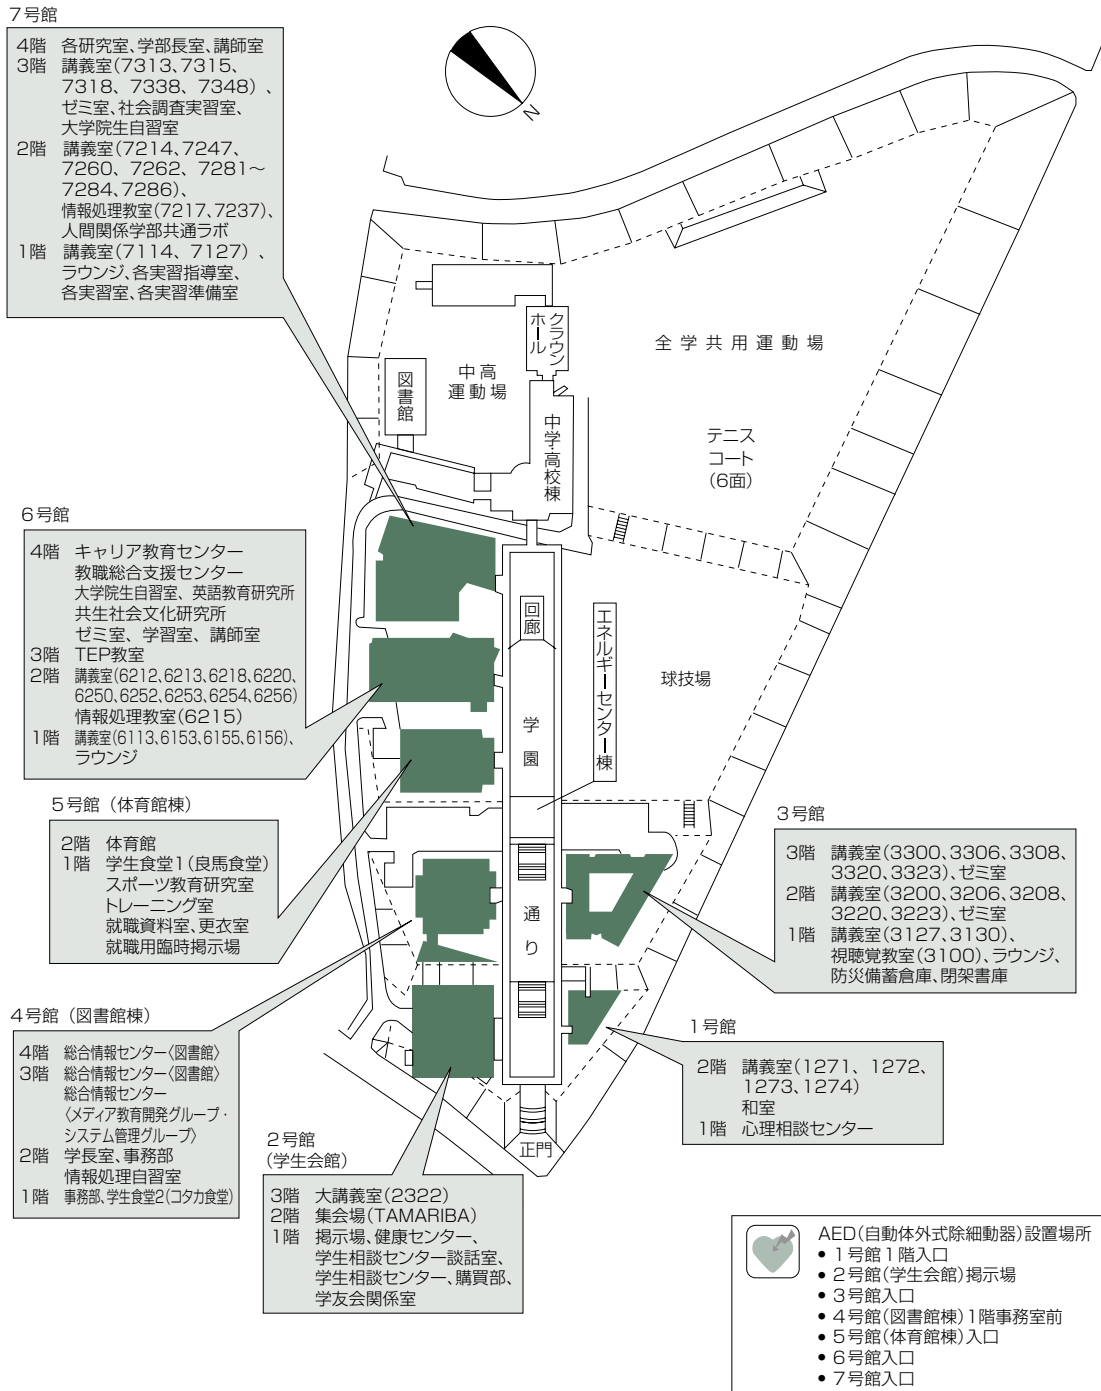 7号館
4階 各研究室、学部長室、講師室
3階 講義室(7313、7315、
7318、7338、7348)、
ゼミ室、社会調査実習室、
大学院生自習室
2階 講義室(7214、7247、
7260、7262、7281〜
7284、7286)、
情報処理教室(7217、7237)、
人間関係学部共通ラボ
1階 講義室(7114、7127)、
ラウンジ、各実習指導室、
各実習室、各実習準備室
N
クラウン
ホール
全学共用運動場
中高
運動場
図書館
中学・高校棟
テニス
コート
(6面)
6号館
4階 キャリア教育センター
教職総合支援センター
大学院生自習室、英語教育研究所
共生社会文化研究所
ゼミ室、学習室、講師室
3階 TEP教室
2階 講義室(6212、6213、6218、6220、
6250、6252、6253、6254、6256)
情報処理教室(6215)
1階 講義室(6113、6153、6155、6156)、
ラウンジ
回廊
学園
通り
エネルギーセンター棟
球技場
5号館(体育館棟)
2階 体育館
1階 学生食堂1(良馬食堂)
スポーツ教育研究室
トレーニング室
就職資料室、更衣室
就職用臨時掲示場
3号館
3階 講義室(3300、3306、3308、
3320、3323)、ゼミ室
2階 講義室(3200、3206、3208、
3220、3223)、ゼミ室
1階 講義室(3127、3130)、
視聴覚教室(3100)、ラウンジ、
防災備蓄倉庫、閉架書庫
4号館(図書館棟)
4階 総合情報センター〈図書館〉
3階 総合情報センター〈図書館〉
総合情報センター
〈メディア教育開発グループ・
システム管理グループ〉
2階 学長室、事務部
情報処理自習室
1階 事務部、学生食堂2(コタカ食堂)
1号館
2階 講義室(1271、1272、
1273、1274)
和室
1階 心理相談センター
正門
2号館
(学生会館)
3階 大講義室(2322)
2階 集会場(TAMARIBA)
1階 掲示場、健康センター、
学生相談センター談話室、
学生相談センター、購買部、
学友会関係室
AED(自動体外式除細動器)設置場所
• 1号館1階入口
• 2号館(学生会館)掲示場
• 3号館入口
• 4号館(図書館棟)1階事務室前
• 5号館(体育館棟)入口
• 6号館入口
• 7号館入口